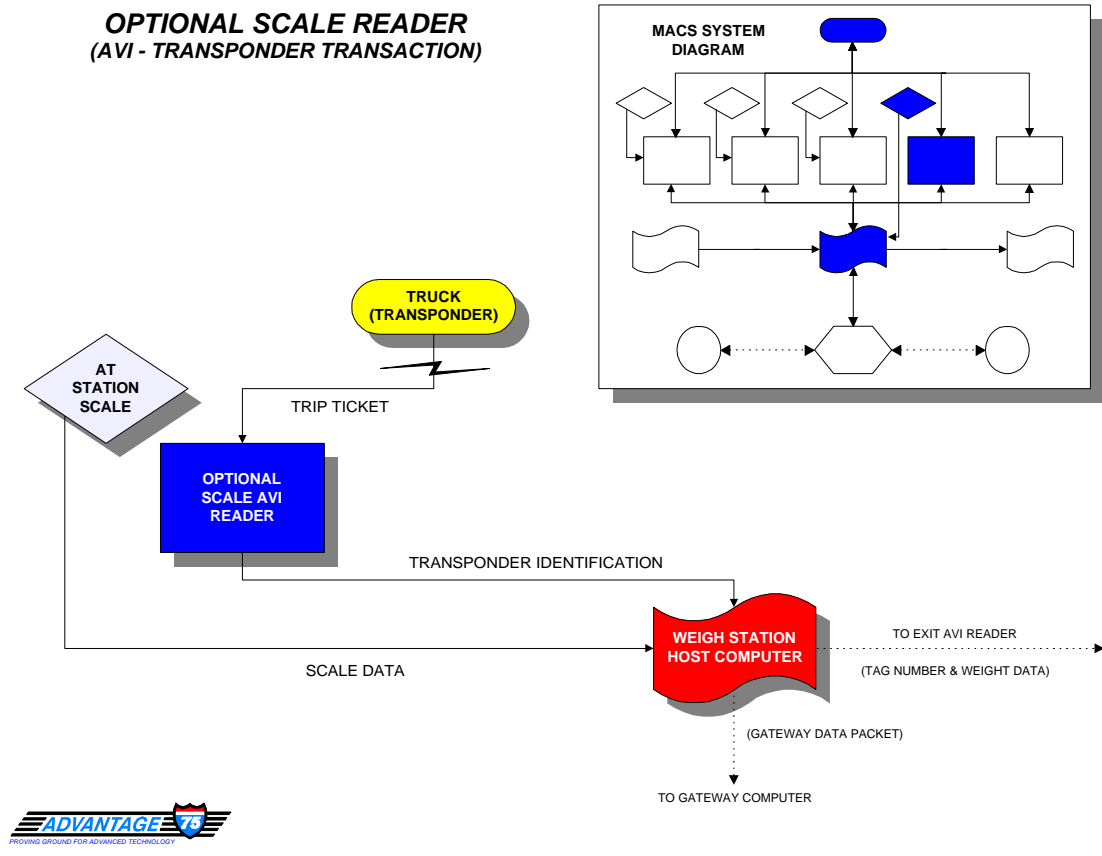 OPTIONAL SCALE READER
(AVI - TRANSPONDER TRANSACTION)
MACS SYSTEM
DIAGRAM
TRUCK
(TRANSPONDER)
AT
STATION
SCALE
TRIP TICKET
OPTIONAL
SCALE AVI
READER
TRANSPONDER IDENTIFICATION
WEIGH STATION
HOST COMPUTER
TO EXIT AVI READER
(TAG NUMBER & WEIGHT DATA)
SCALE DATA
(GATEWAY DATA PACKET)
TO GATEWAY COMPUTER
ADVANTAGE 75
PROVING GROUND FOR ADVANCED TECHNOLOGY